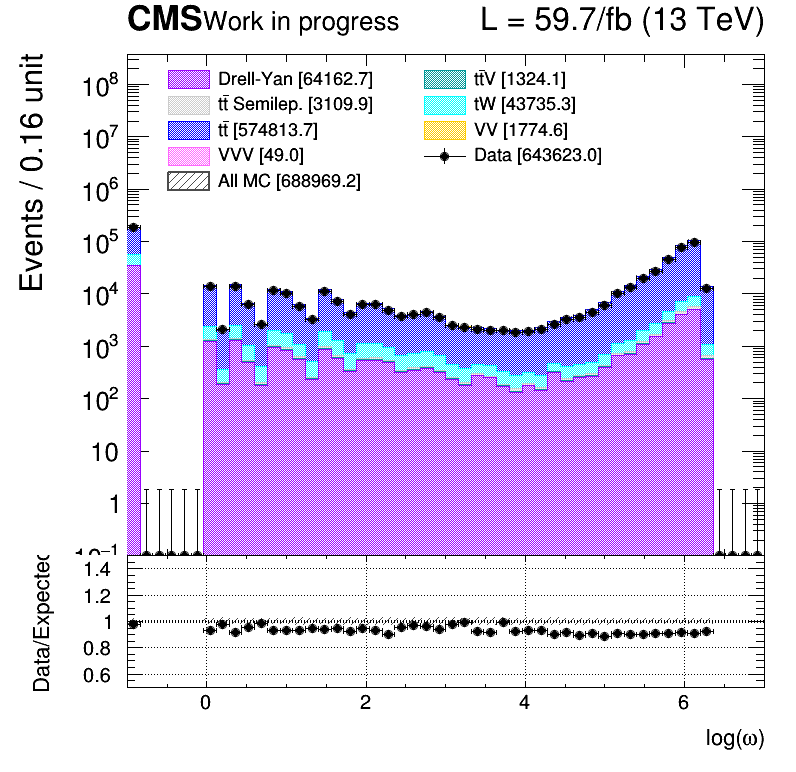 CMS Work in progress L = 59.7/fb (13 TeV)
Events / 0.16 unit
Drell-Yan [64162.7]
tt̄V [1324.1]
tt̄ Semilep. [3109.9]
tW [43735.3]
tt̄ [574813.7]
VV [1774.6]
VVV [49.0]
Data [643623.0]
All MC [688969.2]
10⁸
10⁷
10⁶
10⁵
10⁴
10³
10²
10
1
10⁻¹
Data/Expected
1.4
1.2
1
0.8
0.6
0 2 4 6
log(ω)